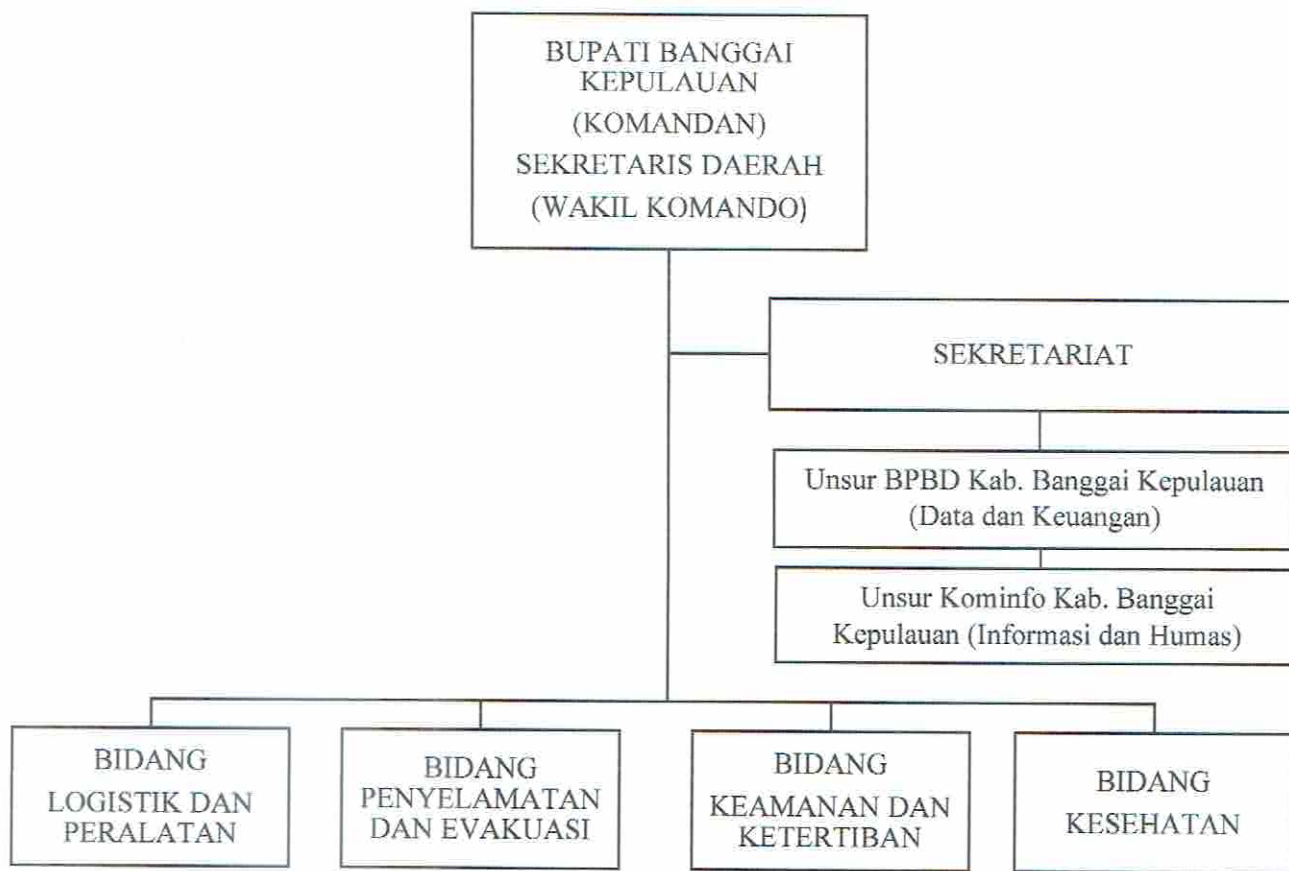 BUPATI BANGGAI
KEPULAUAN
(KOMANDAN)
SEKRETARIS DAERAH
(WAKIL KOMANDO)
SEKRETARIAT
Unsur BPBD Kab. Banggai Kepulauan
(Data dan Keuangan)
Unsur Kominfo Kab. Banggai
Kepulauan (Informasi dan Humas)
BIDANG
LOGISTIK DAN
PERALATAN
BIDANG
PENYELAMATAN
DAN EVAKUASI
BIDANG
KEAMANAN DAN
KETERTIBAN
BIDANG
KESEHATAN